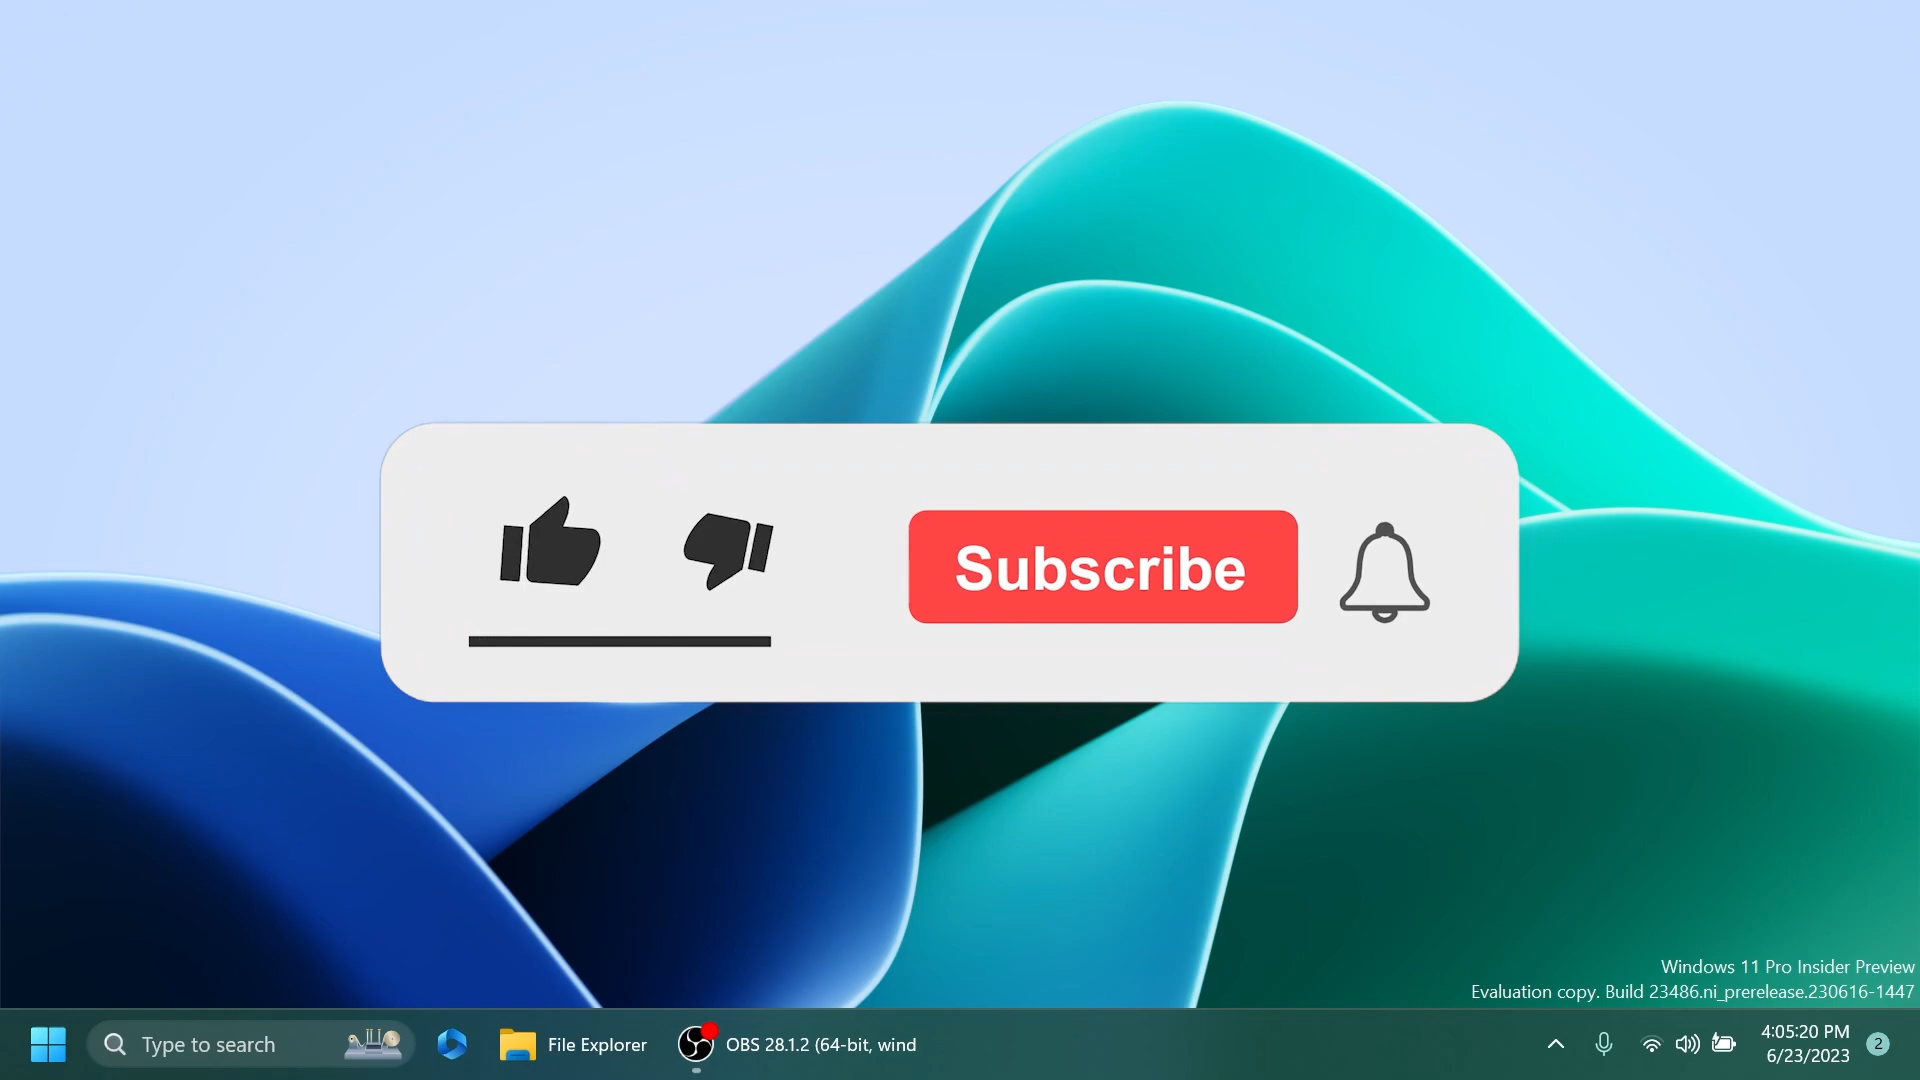 Subscribe
Windows 11 Pro Insider Preview
Evaluation copy. Build 23486.ni_prerelease.230616-1447
Type to search
File Explorer
OBS 28.1.2 (64-bit, wind
4:05:20 PM
6/23/2023
2